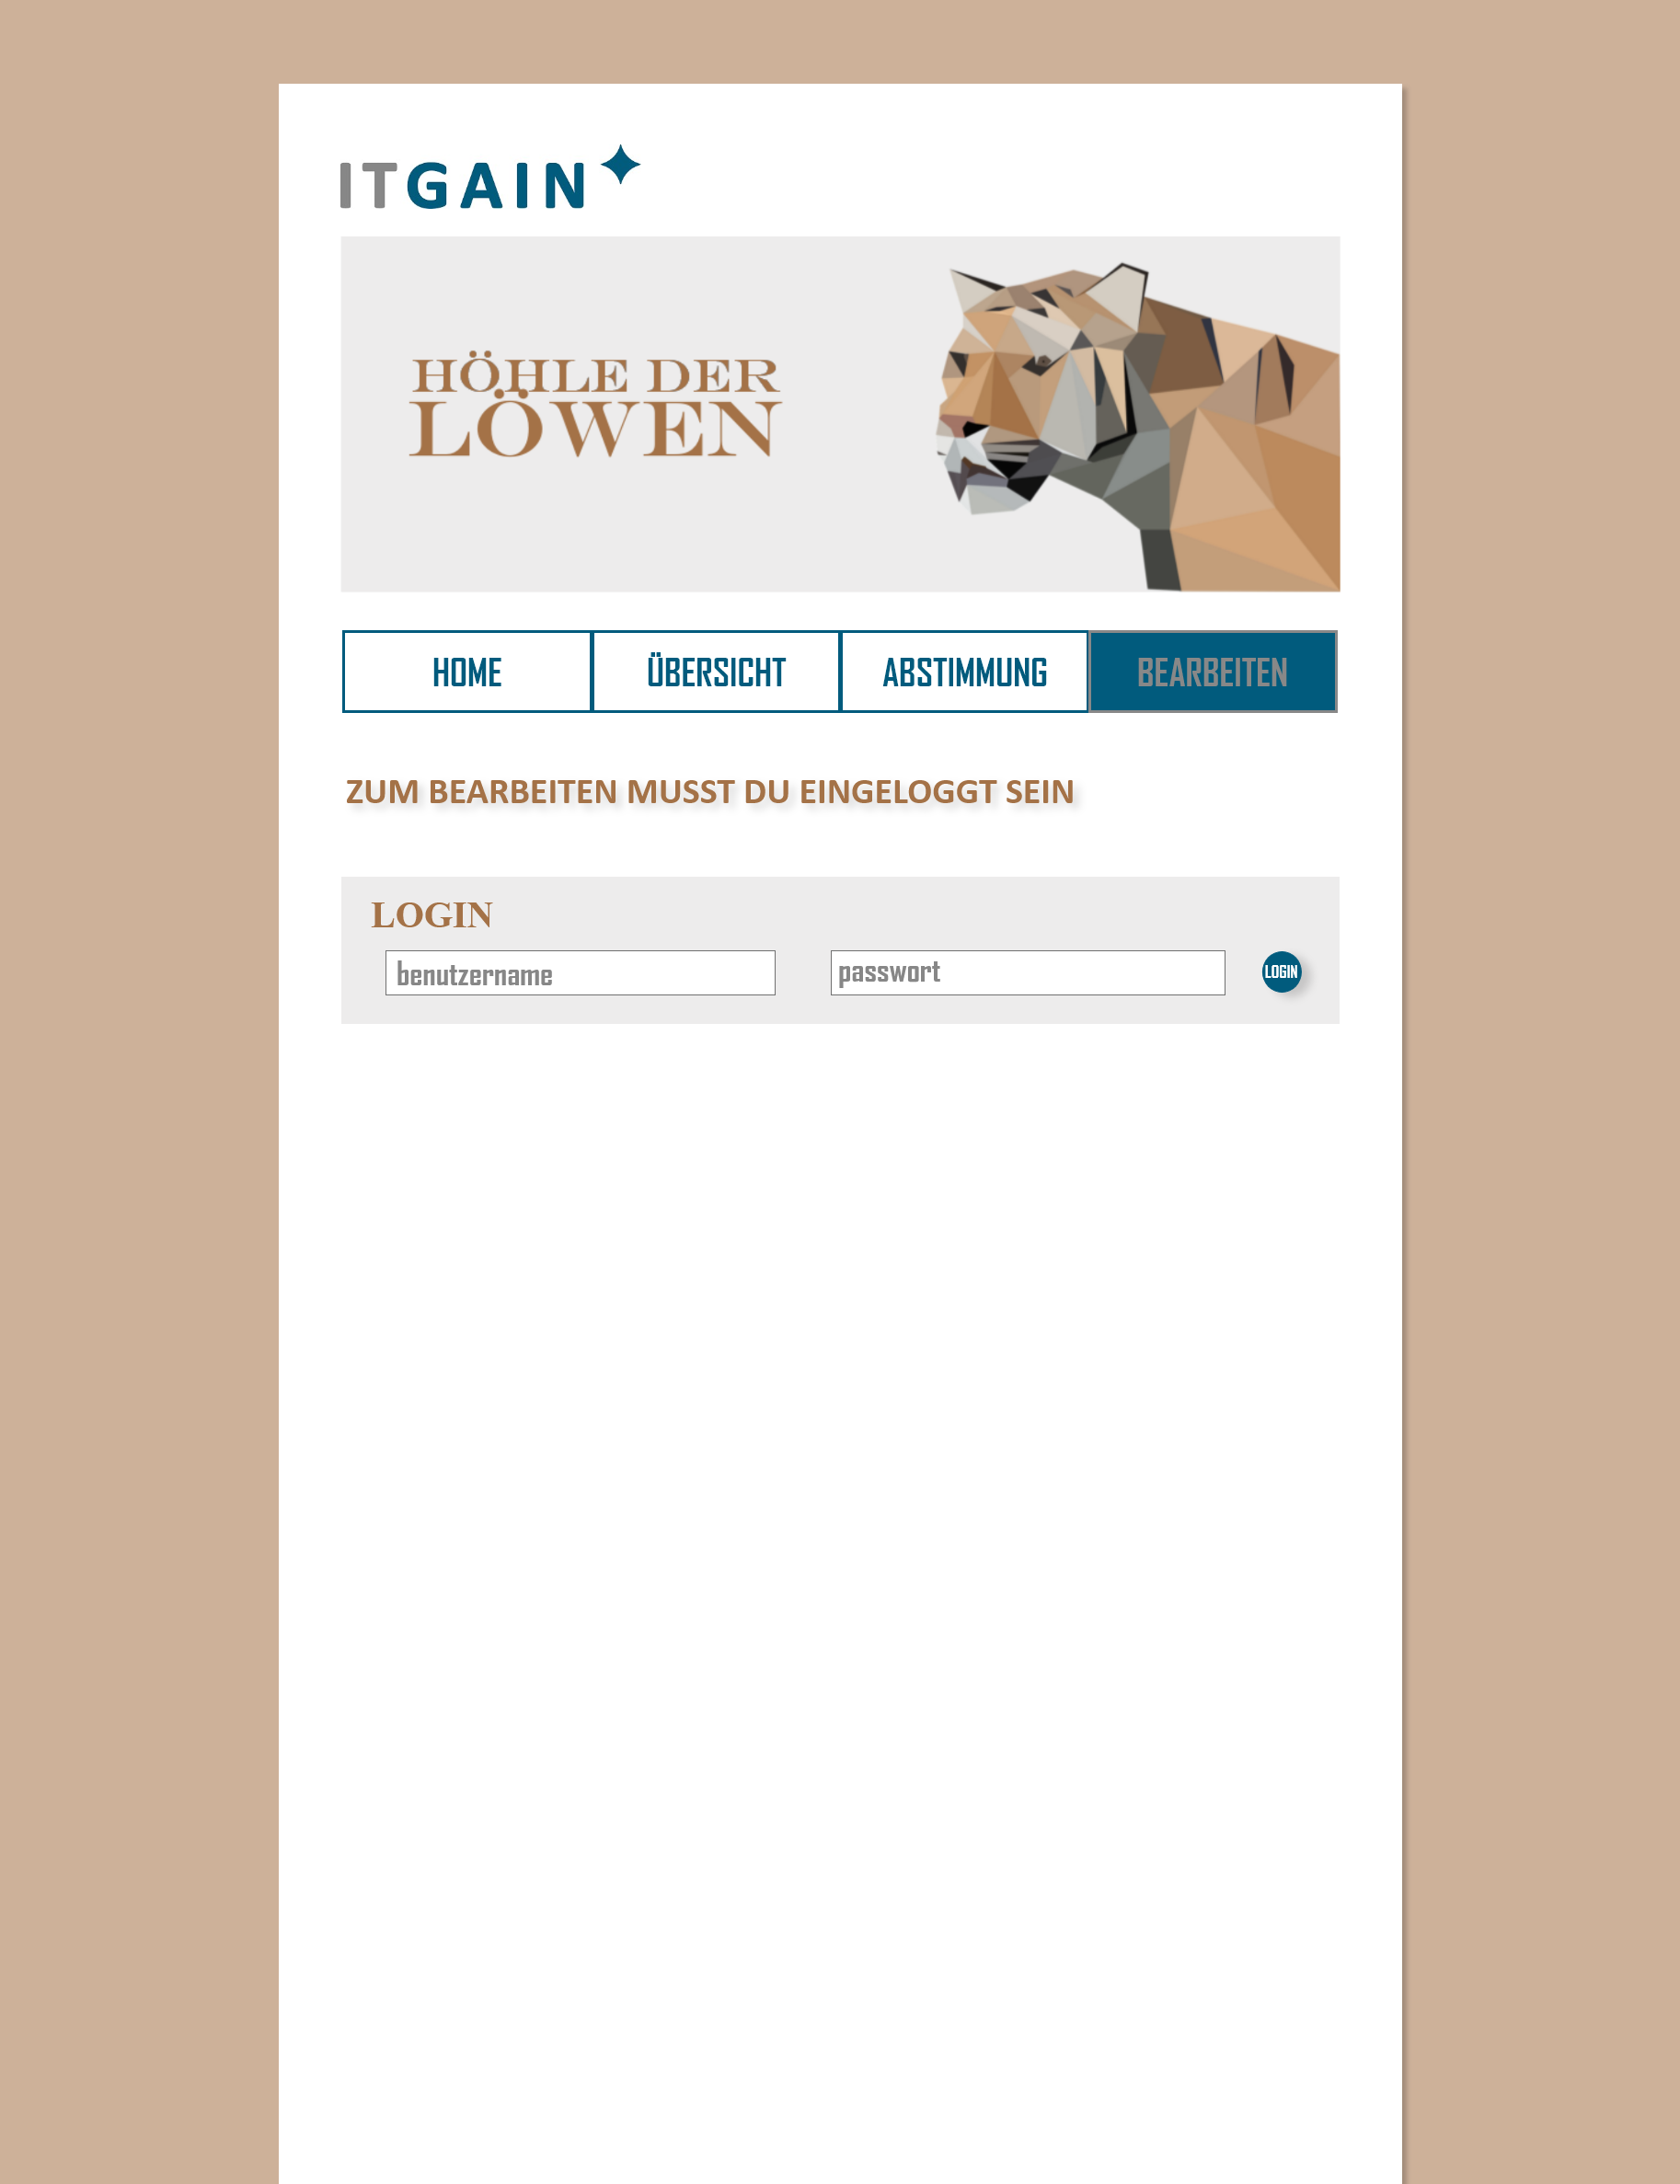 ITGAIN
HÖHLE DER
LÖWEN
HOME ÜBERSICHT ABSTIMMUNG BEARBEITEN
ZUM BEARBEITEN MUSST DU EINGELOGGT SEIN
LOGIN
benutzername passwort LOGIN